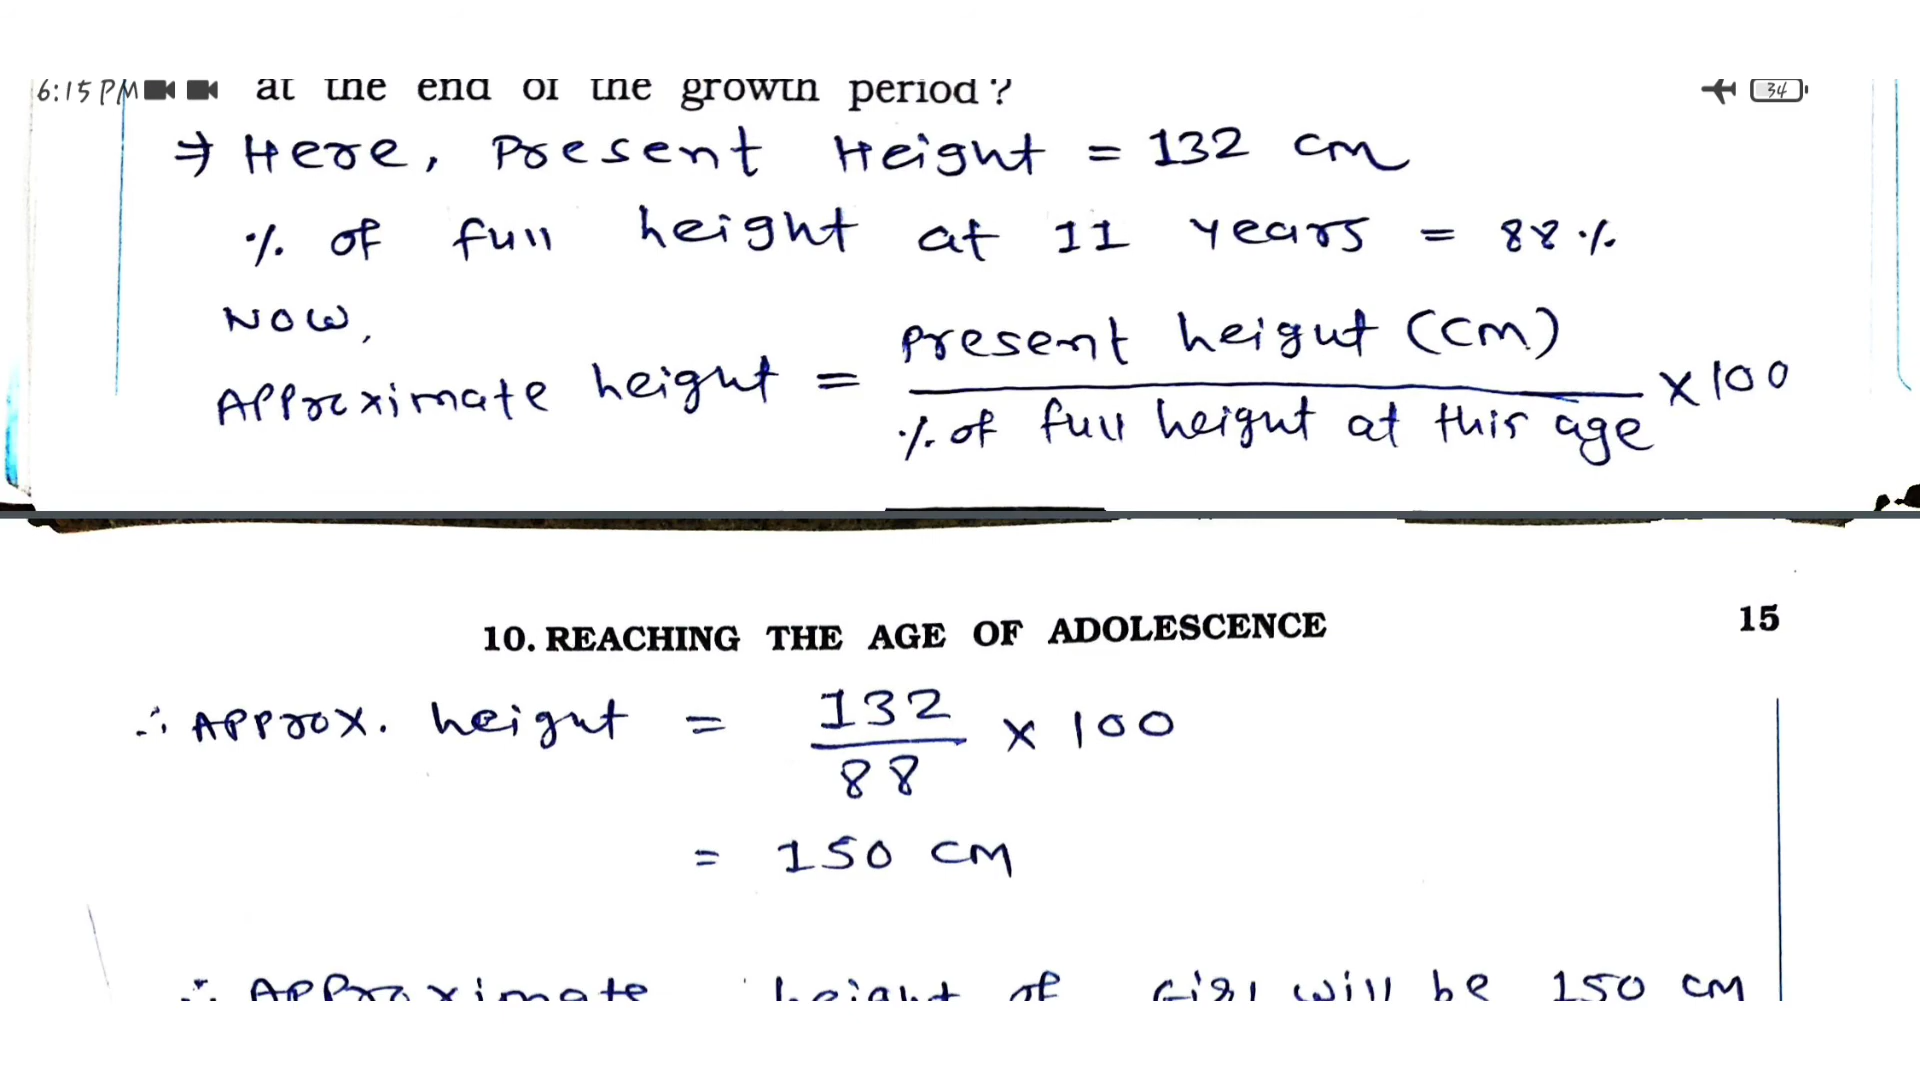 6:15 PM at the end of the growth period ? 34
⇒ Here, Present Height = 132 cm
% of full height at 11 years = 88 %
Now,
Approximate height = Present height (cm) / % of full height at this age × 100
10. REACHING THE AGE OF ADOLESCENCE 15
∴ Approx. height = 132 / 88 × 100
= 150 cm
∴ Approximate height of Girl will be 150 cm